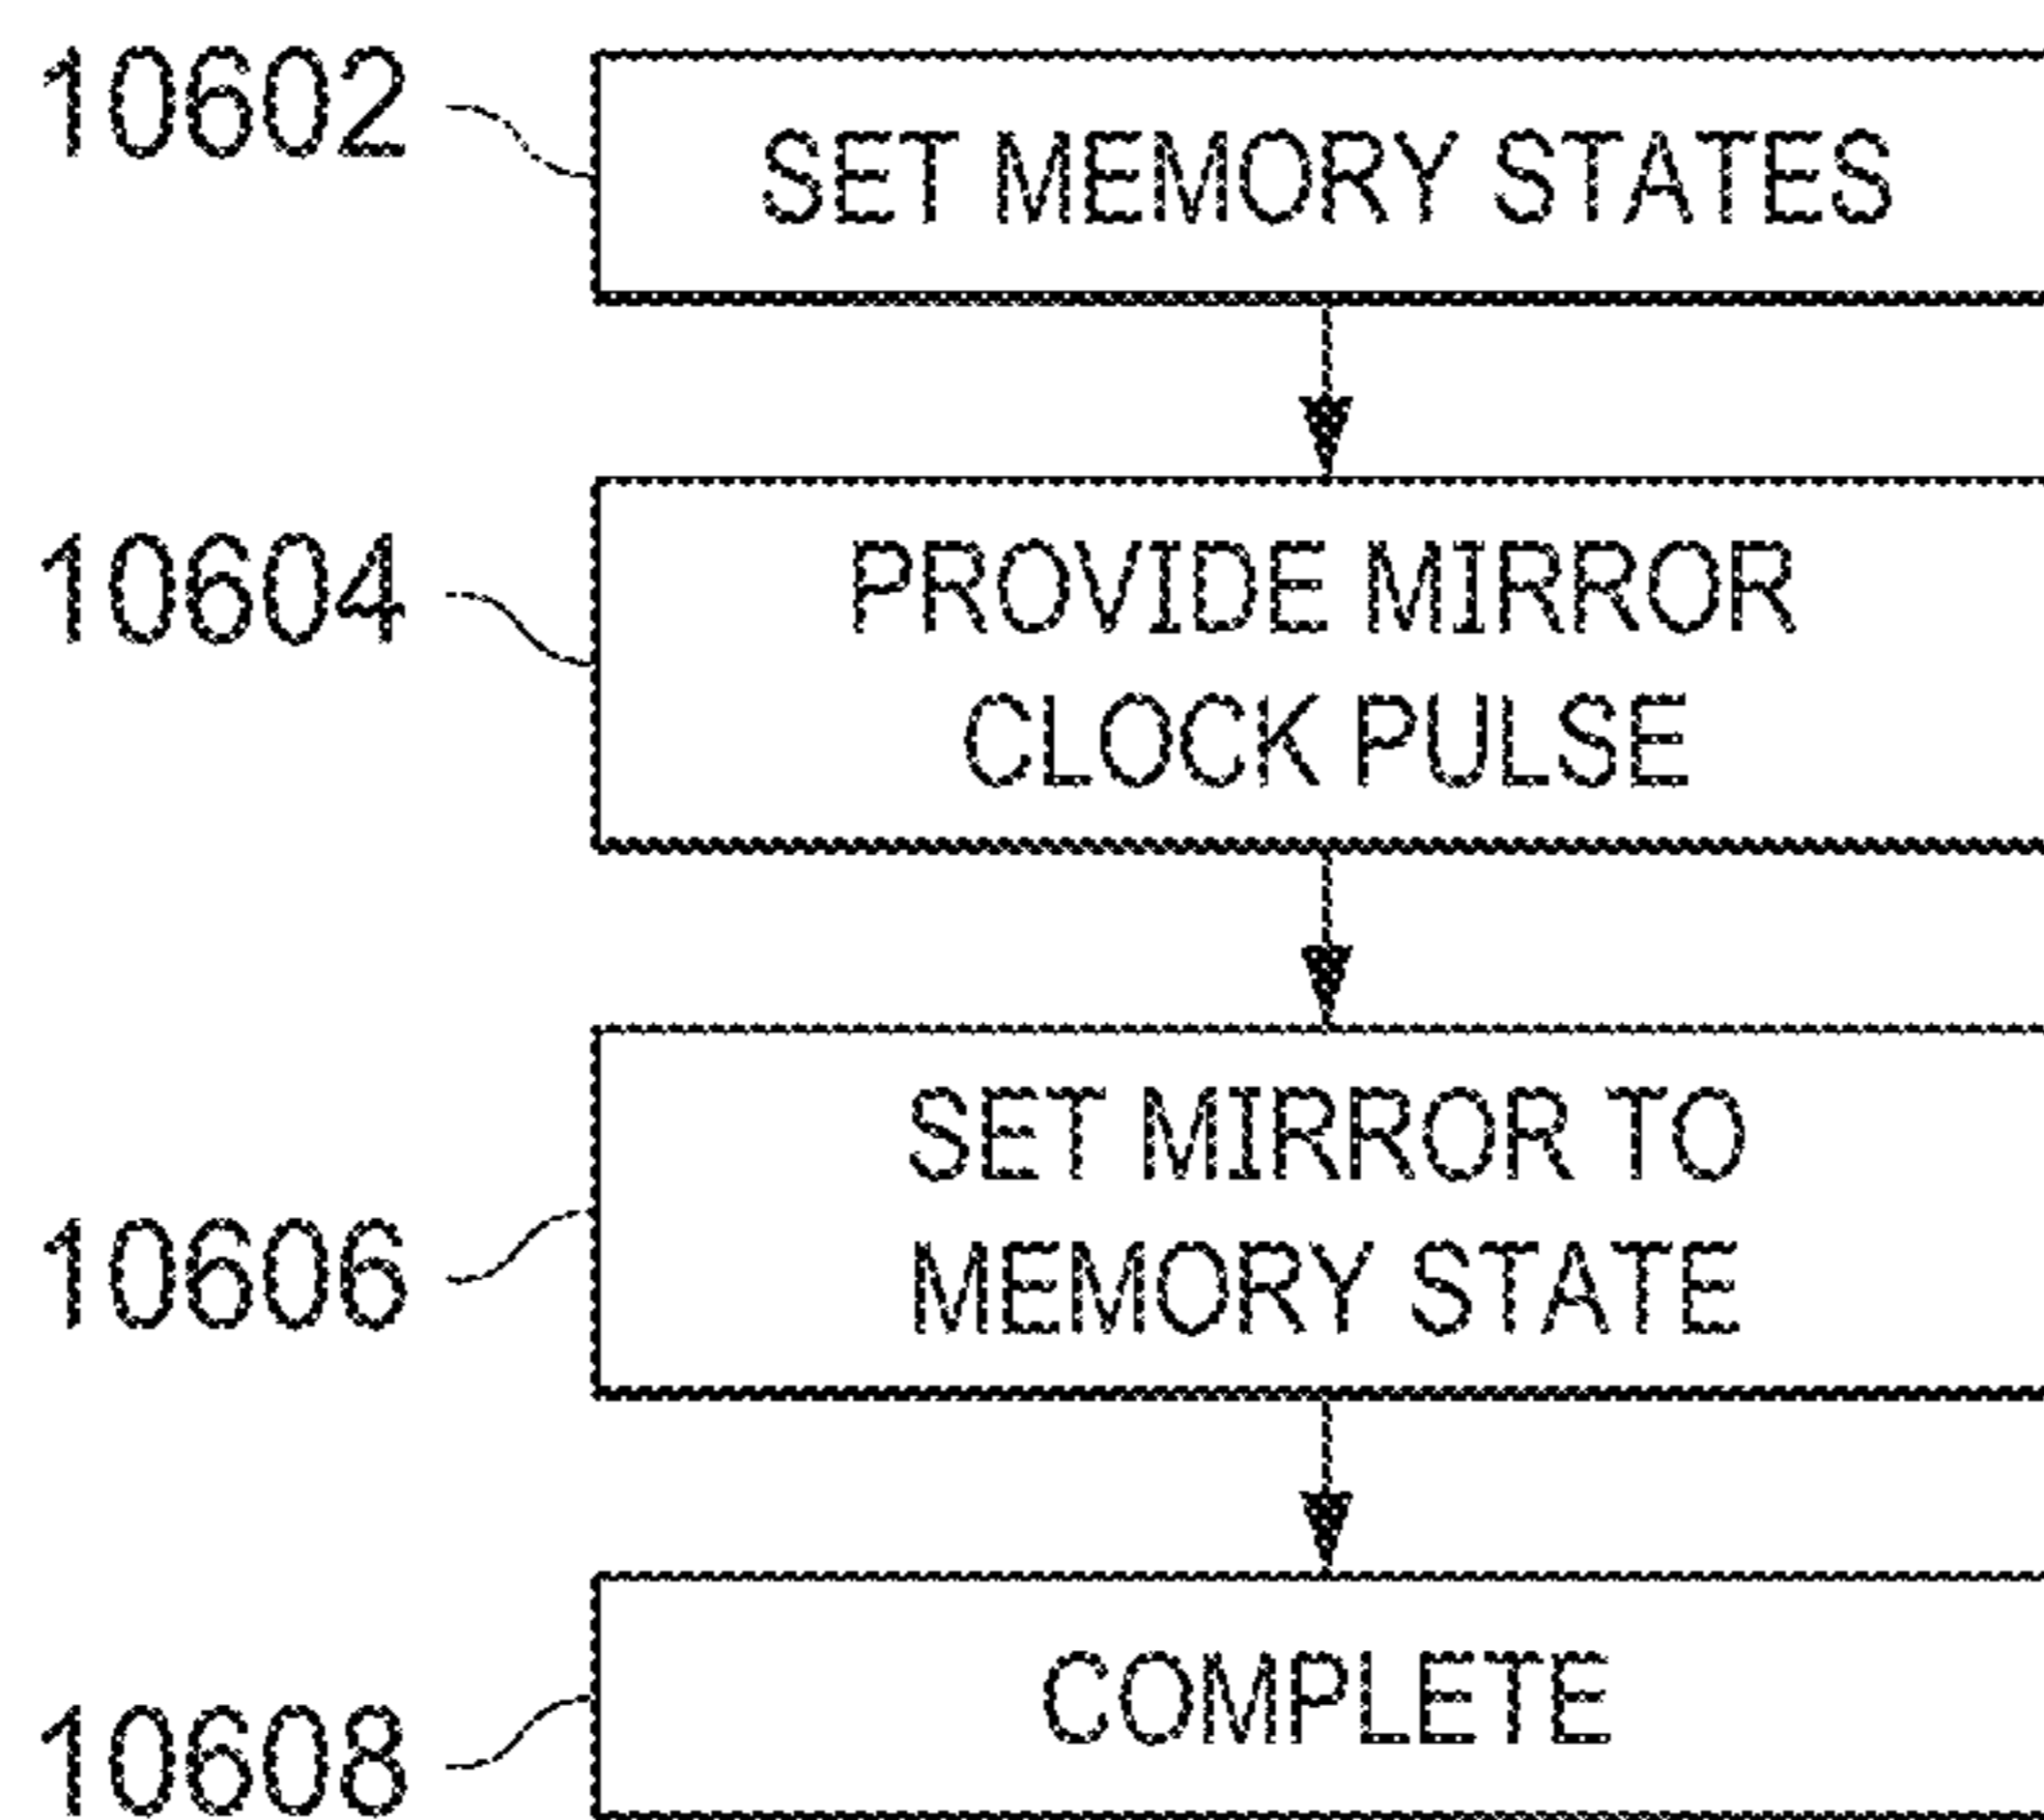 10602
SET MEMORY STATES
10604
PROVIDE MIRROR
CLOCK PULSE
10606
SET MIRROR TO
MEMORY STATE
10608
COMPLETE